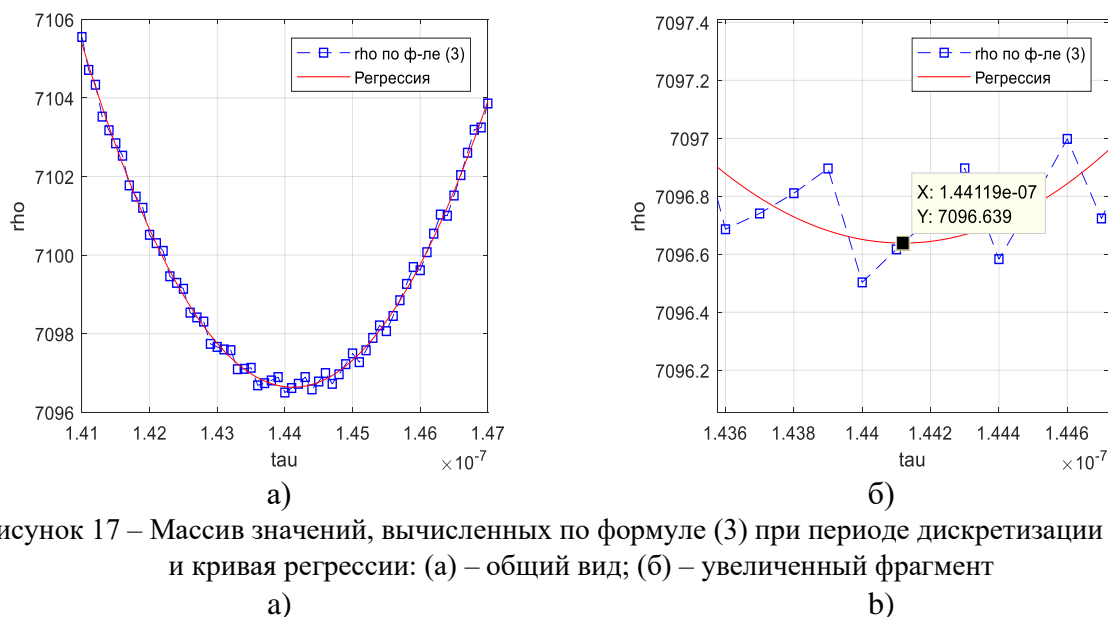 7106
7104
7102
7100
7098
7096
rho
rho по ф-ле (3)
Регрессия
1.41 1.42 1.43 1.44 1.45 1.46 1.47
tau
×10-7
а)
7097.4
7097.2
7097
7096.8
7096.6
7096.4
7096.2
rho
rho по ф-ле (3)
Регрессия
X: 1.44119e-07
Y: 7096.639
1.436 1.438 1.44 1.442 1.444 1.446
tau
×10-7
б)
исунок 17 – Массив значений, вычисленных по формуле (3) при периоде дискретизации
и кривая регрессии: (а) – общий вид; (б) – увеличенный фрагмент
a) b)